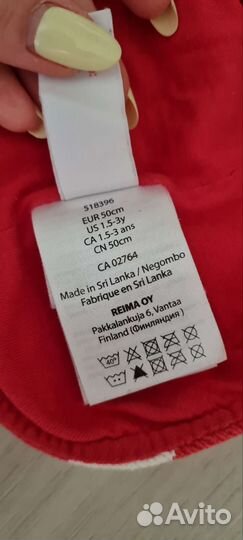 518396
EUR 50cm
US 1.5-3y
CA 1.5-3 ans
CN 50cm
CA 02764
Made in Sri Lanka / Negombo
Fabrique en Sri Lanka
REIMA OY
Pakkalankuja 6, Vantaa
Finland (Финляндия )
40°
Avito